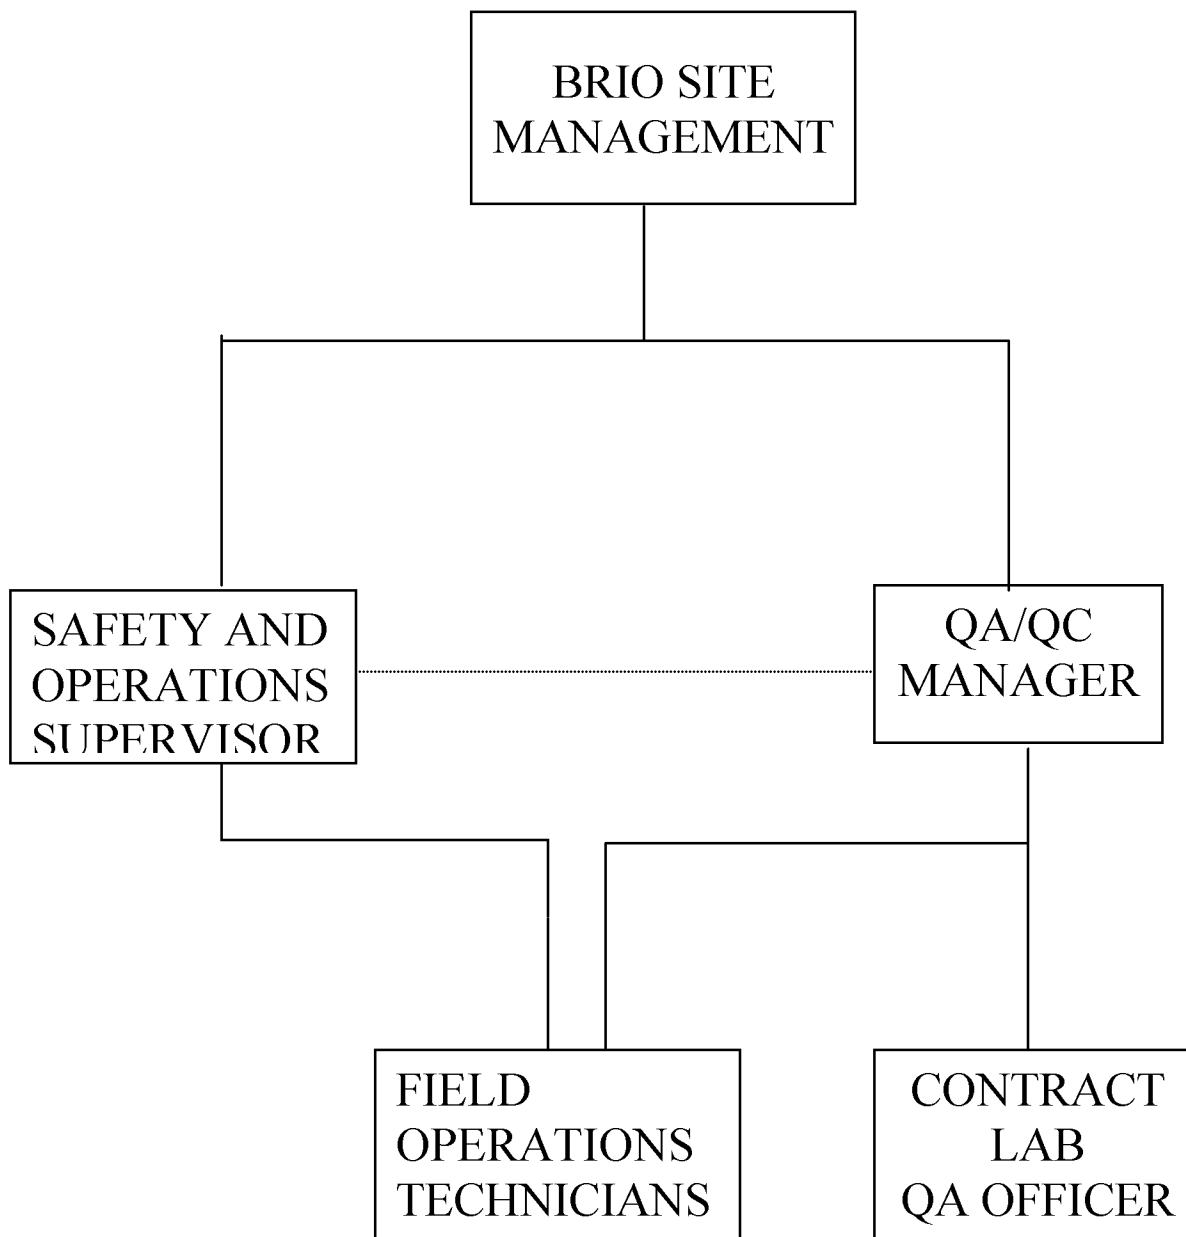 BRIO SITE
MANAGEMENT
SAFETY AND
OPERATIONS
SUPERVISOR
QA/QC
MANAGER
FIELD
OPERATIONS
TECHNICIANS
CONTRACT
LAB
QA OFFICER